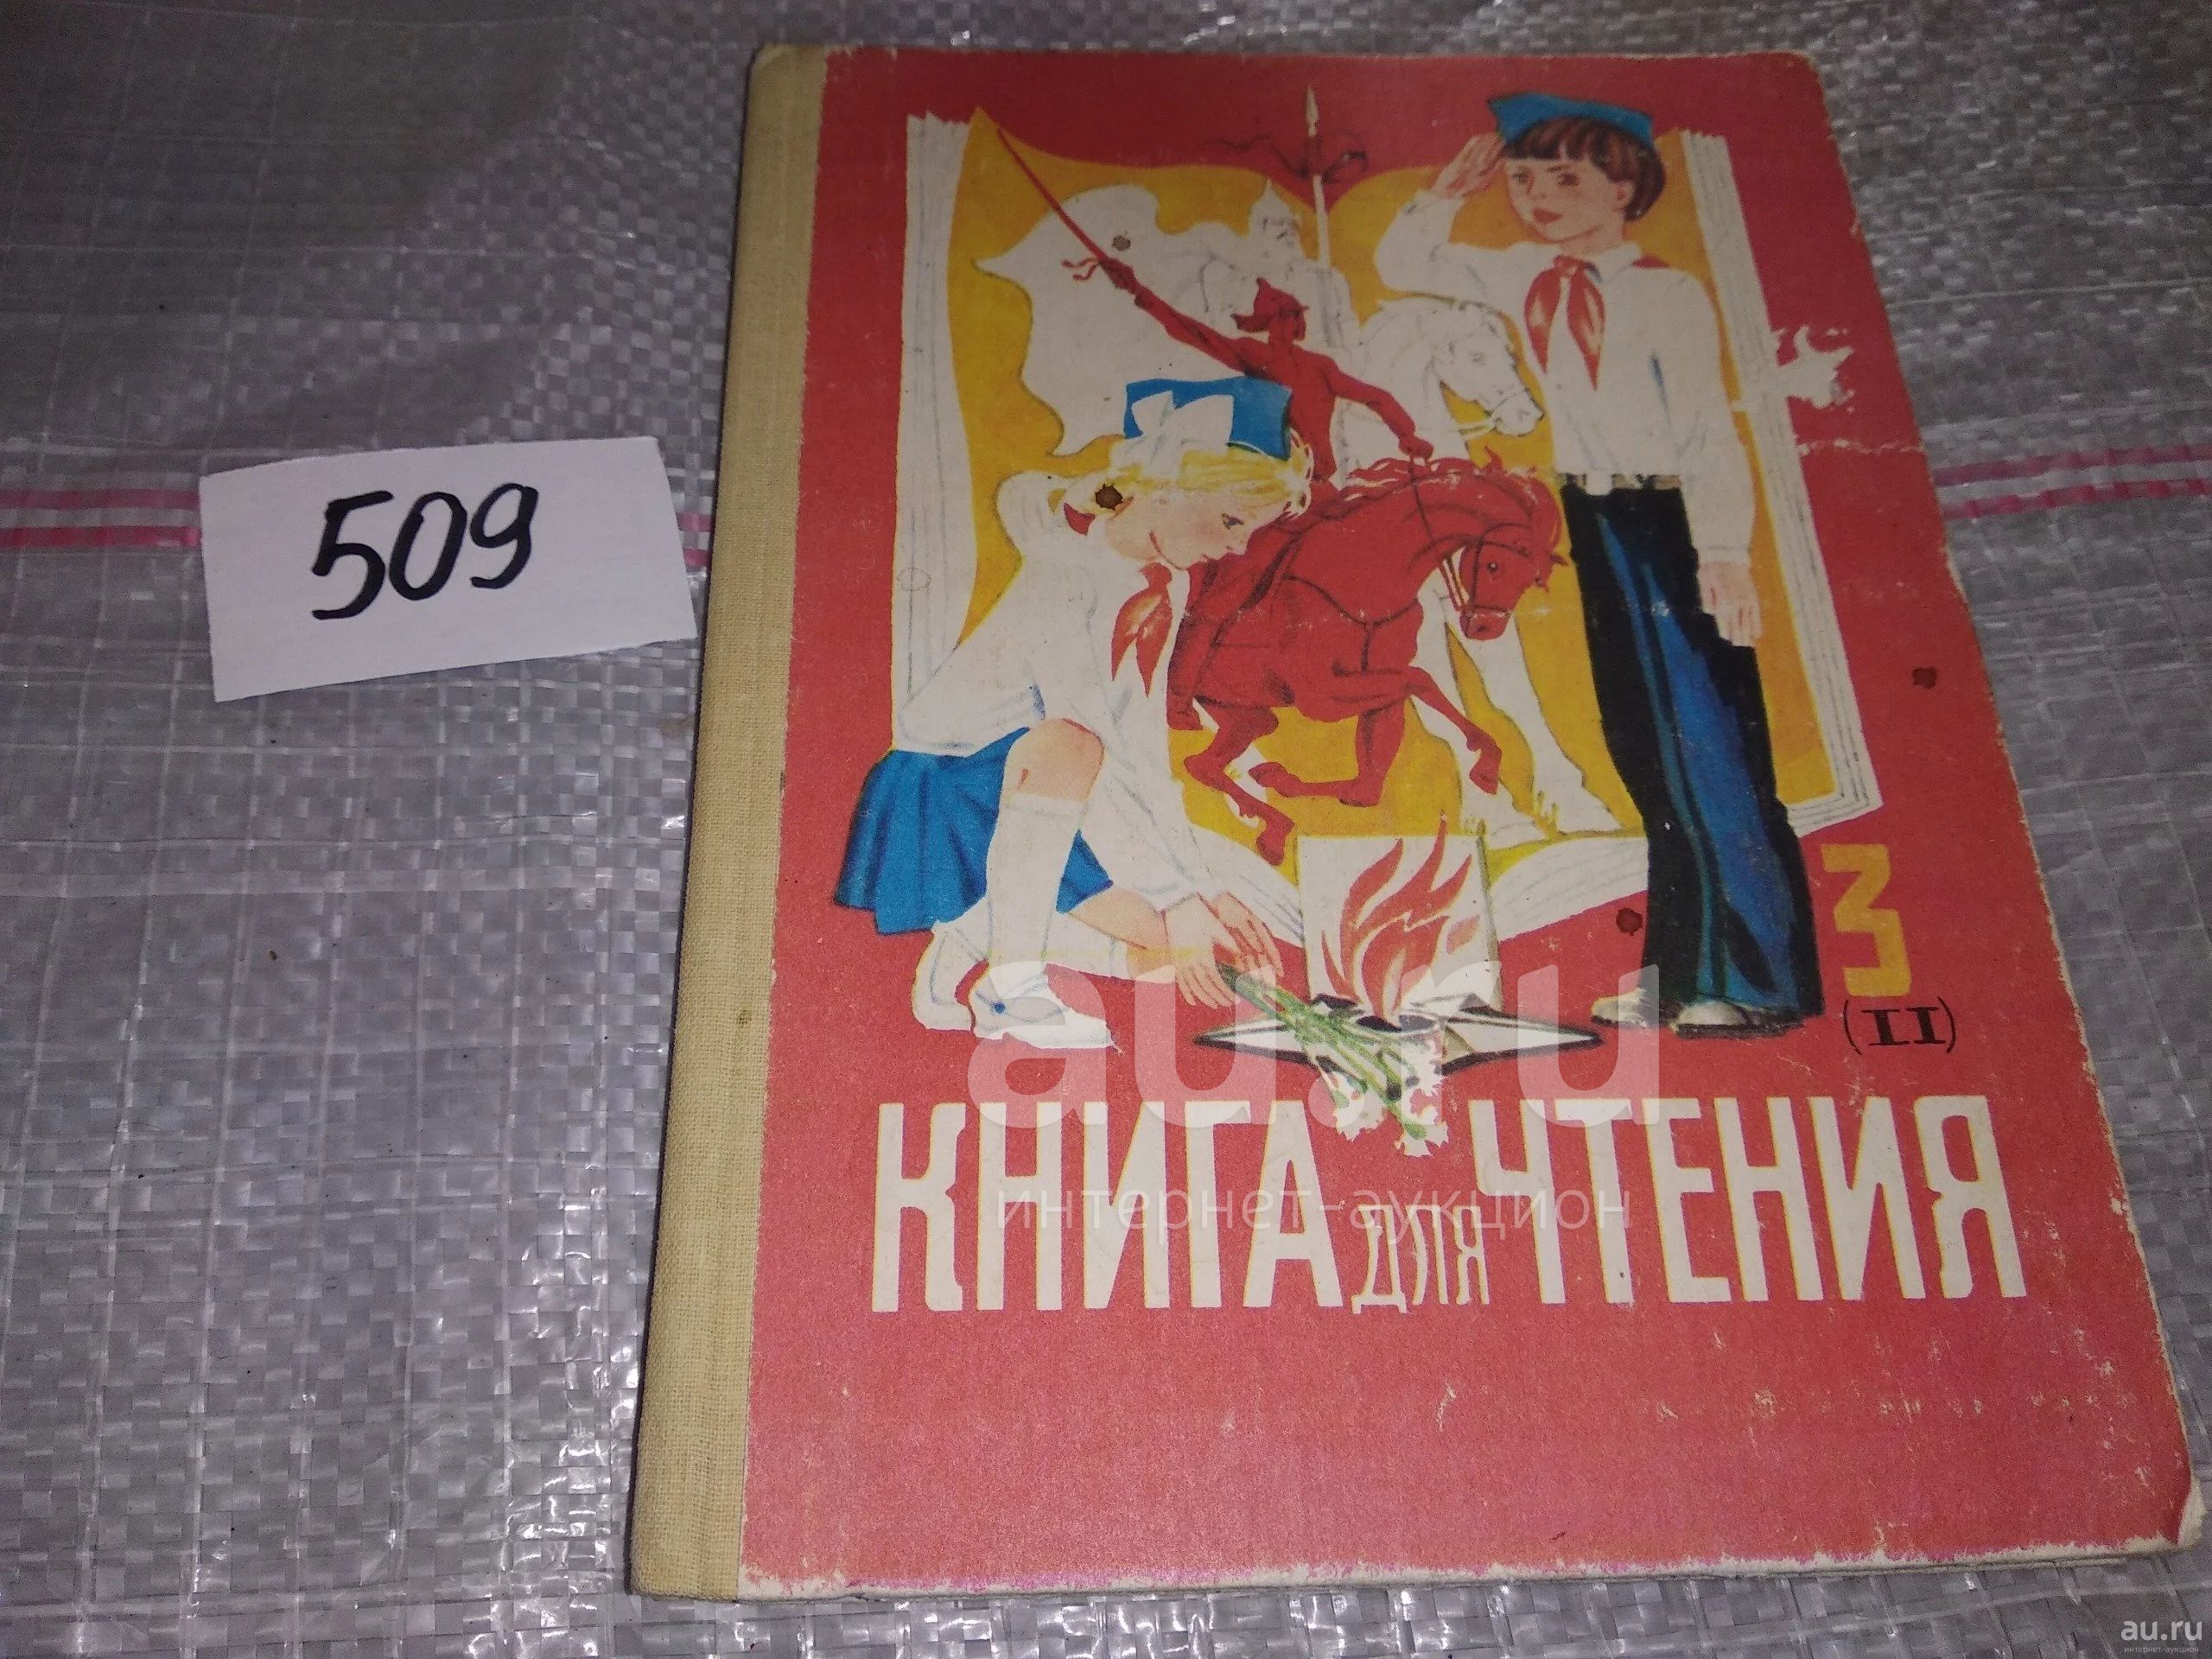 509
3
(II)
КНИГА ДЛЯ ЧТЕНИЯ
au.ru
интернет-аукцион
au.ru
интернет-аукцион